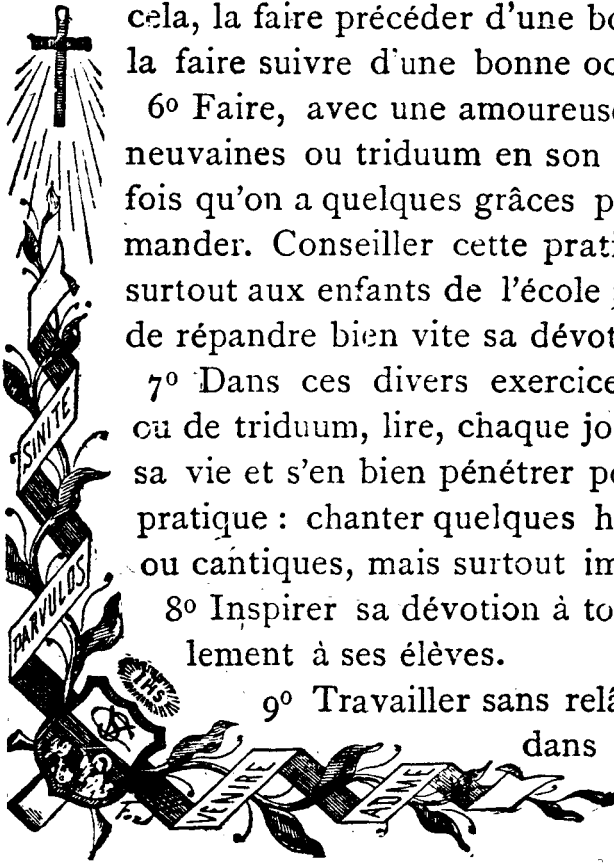 cela, la faire précéder d'une bo
la faire suivre d'une bonne oc
6º Faire, avec une amoureuse
neuvaines ou triduum en son
fois qu'on a quelques grâces p
mander. Conseiller cette prati
surtout aux enfants de l'école
de répandre bien vite sa dévot
7º Dans ces divers exercice
ou de triduum, lire, chaque jo
sa vie et s'en bien pénétrer po
pratique : chanter quelques h
ou cantiques, mais surtout im
8º Inspirer sa dévotion à to
lement à ses élèves.
9º Travailler sans relâ
dans
SINITE
PARVULOS
IHS
VENIRE
ADME